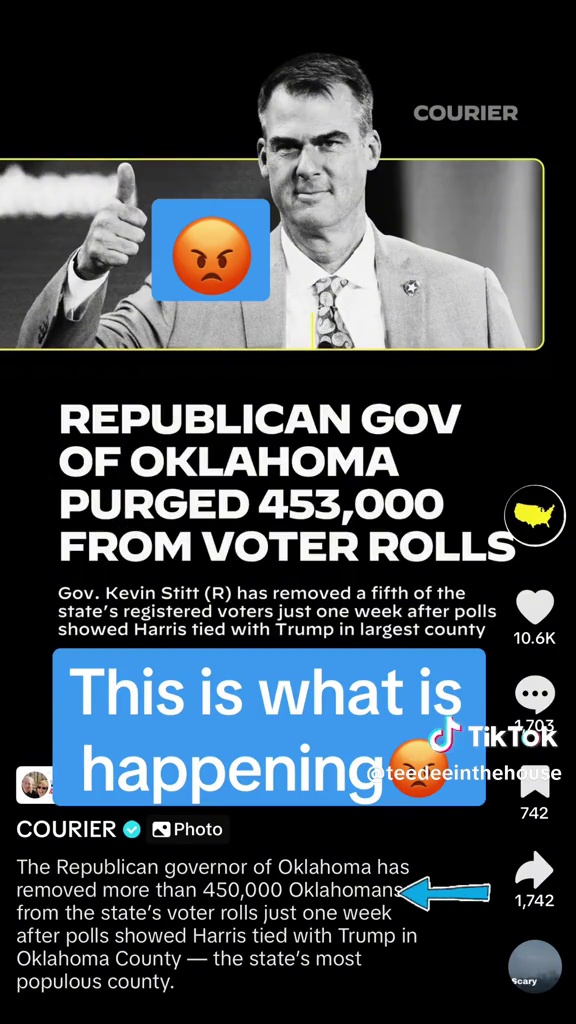 COURIER
REPUBLICAN GOV
OF OKLAHOMA
PURGED 453,000
FROM VOTER ROLLS
Gov. Kevin Stitt (R) has removed a fifth of the
state's registered voters just one week after polls
showed Harris tied with Trump in largest county
10.6K
This is what is
happening
1,703
TikTok
@teedeeinthehouse
742
COURIER
Photo
The Republican governor of Oklahoma has
removed more than 450,000 Oklahomans
from the state's voter rolls just one week
after polls showed Harris tied with Trump in
Oklahoma County — the state's most
populous county.
1,742
Scary